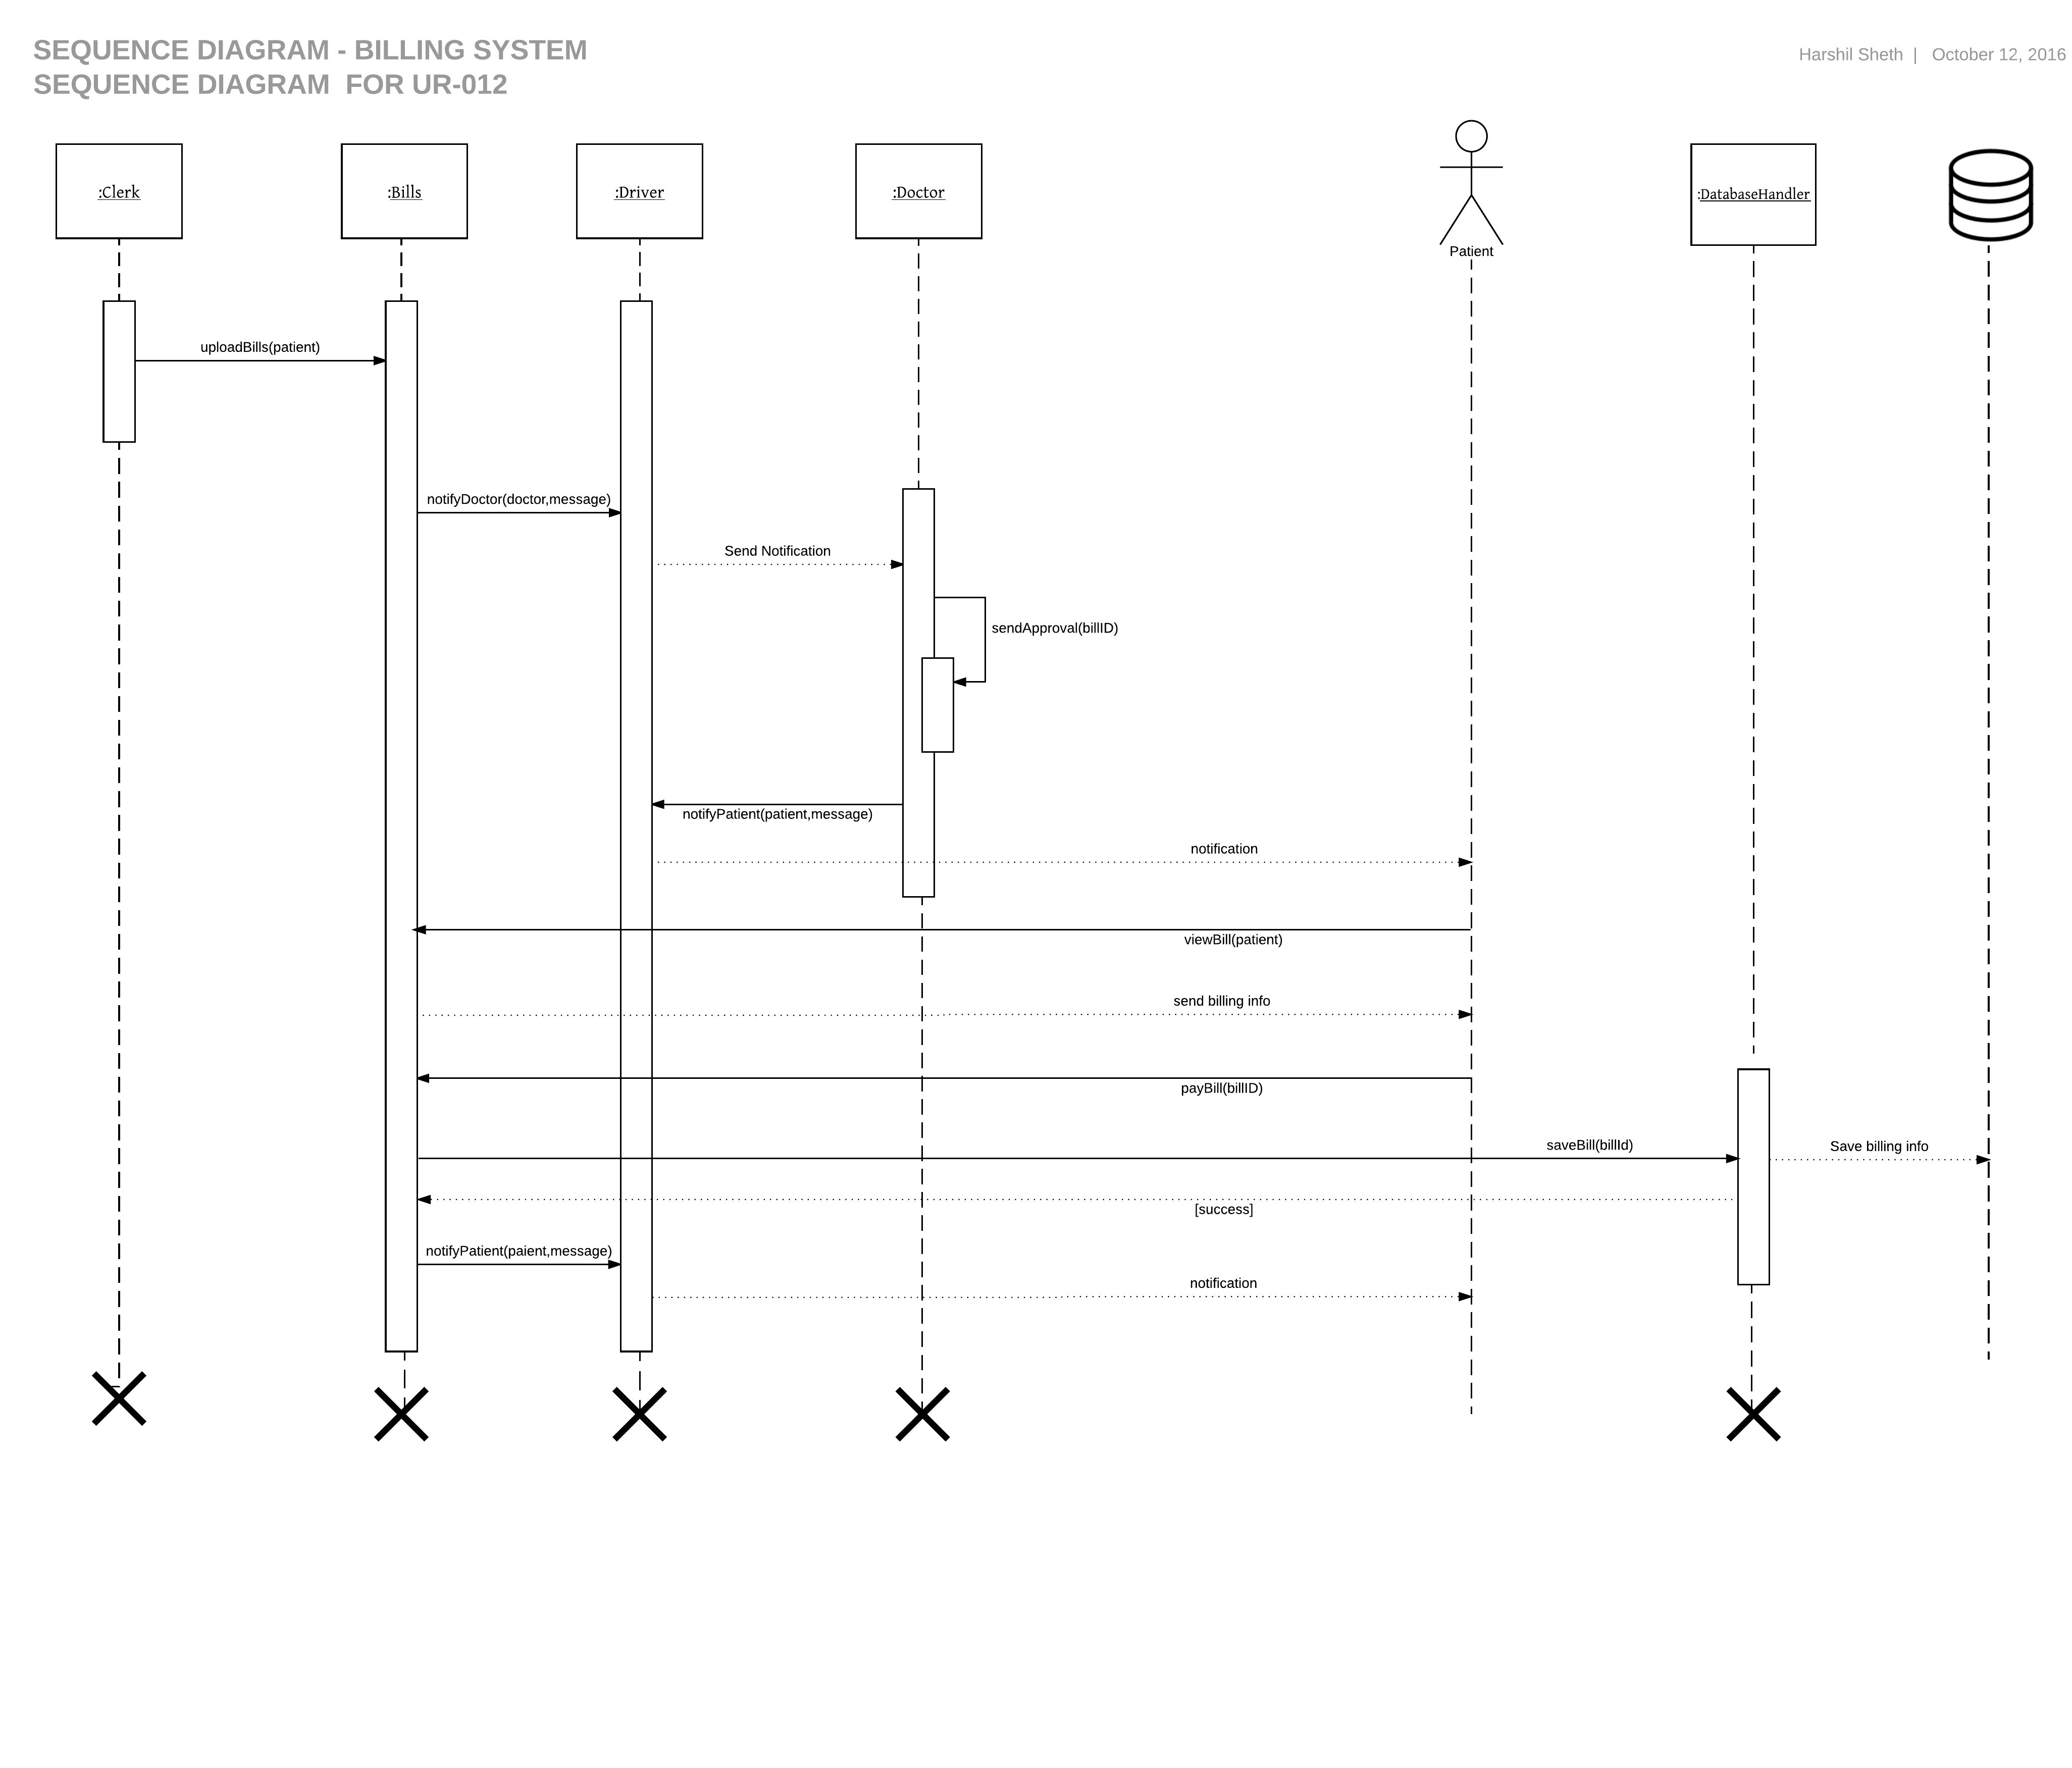 SEQUENCE DIAGRAM - BILLING SYSTEM
SEQUENCE DIAGRAM  FOR UR-012
Harshil Sheth | October 12, 2016
:Clerk
:Bills
:Driver
:Doctor
Patient
:DatabaseHandler
uploadBills(patient)
notifyDoctor(doctor,message)
Send Notification
sendApproval(billID)
notifyPatient(patient,message)
notification
viewBill(patient)
send billing info
payBill(billID)
saveBill(billId)
Save billing info
[success]
notifyPatient(paient,message)
notification